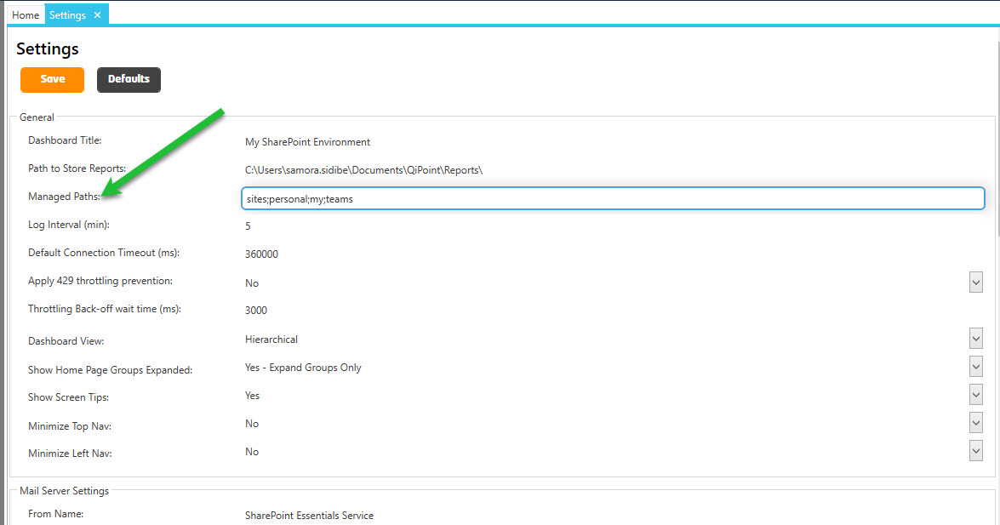 Home Settings ×
Settings
Save Defaults
General
Dashboard Title: My SharePoint Environment
Path to Store Reports: C:\Users\samora.sidibe\Documents\QiPoint\Reports\
Managed Paths: sites;personal;my;teams
Log Interval (min): 5
Default Connection Timeout (ms): 360000
Apply 429 throttling prevention: No
Throttling Back-off wait time (ms): 3000
Dashboard View: Hierarchical
Show Home Page Groups Expanded: Yes - Expand Groups Only
Show Screen Tips: Yes
Minimize Top Nav: No
Minimize Left Nav: No
Mail Server Settings
From Name: SharePoint Essentials Service